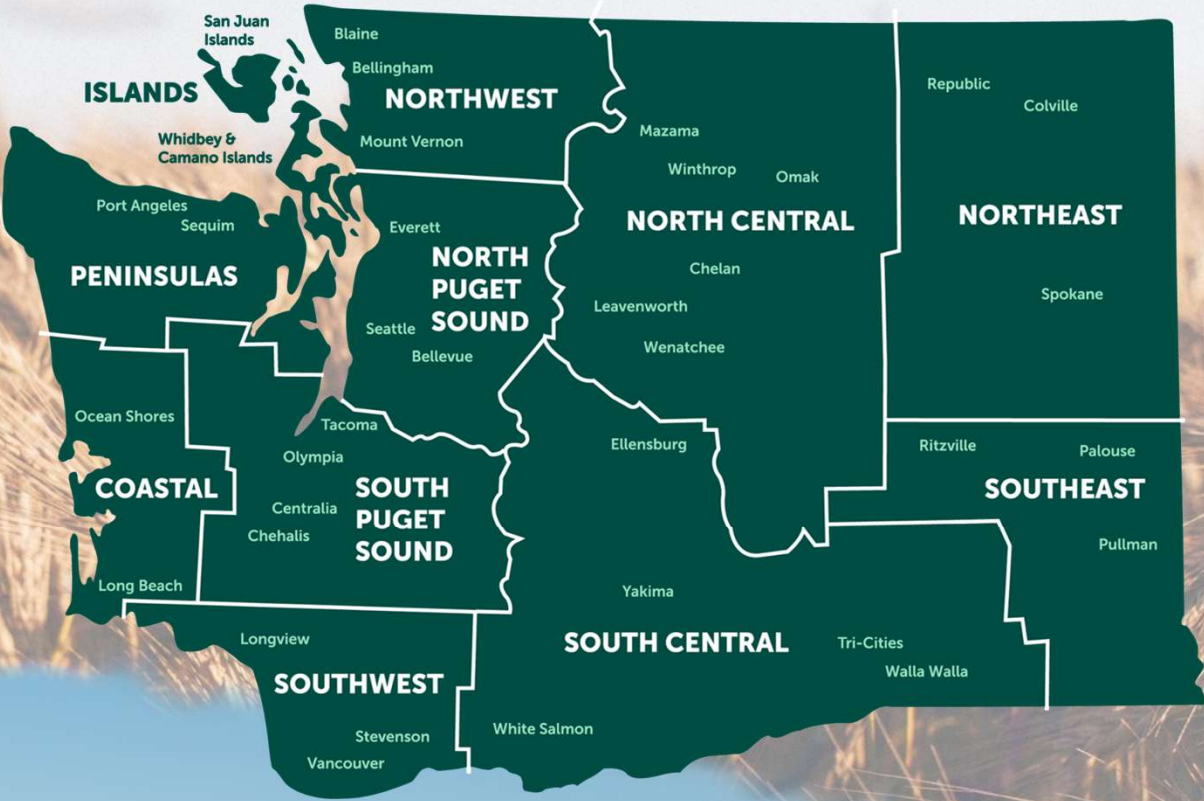 San Juan
Islands
ISLANDS
Whidbey &
Camano Islands
Blaine
Bellingham
NORTHWEST
Mount Vernon
Port Angeles
Sequim
PENINSULAS
Everett
NORTH
PUGET
SOUND
Seattle
Bellevue
Mazama
Winthrop
Omak
NORTH CENTRAL
Chelan
Leavenworth
Wenatchee
Republic
Colville
NORTHEAST
Spokane
Ocean Shores
COASTAL
Long Beach
Tacoma
Olympia
SOUTH
PUGET
SOUND
Centralia
Chehalis
Ellensburg
Yakima
SOUTH CENTRAL
Tri-Cities
Walla Walla
White Salmon
Ritzville
Palouse
SOUTHEAST
Pullman
Longview
SOUTHWEST
Stevenson
Vancouver